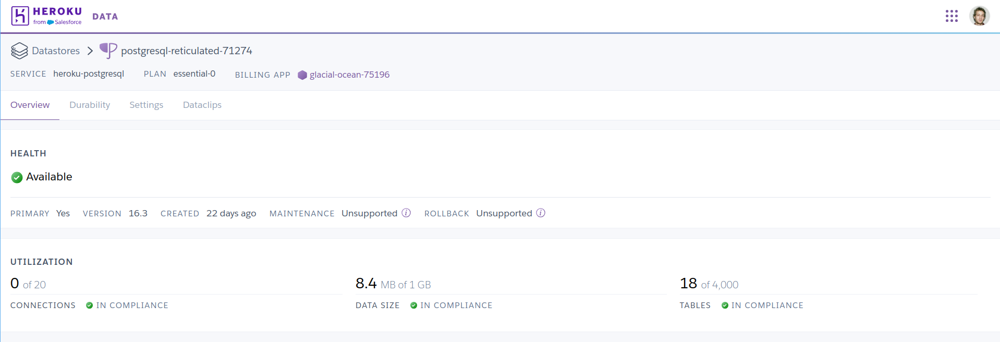 HEROKU
from Salesforce
DATA
Datastores > postgresql-reticulated-71274
SERVICE heroku-postgresql PLAN essential-0 BILLING APP glacial-ocean-75196
Overview Durability Settings Dataclips
HEALTH
Available
PRIMARY Yes VERSION 16.3 CREATED 22 days ago MAINTENANCE Unsupported ROLLBACK Unsupported
UTILIZATION
0 of 20 8.4 MB of 1 GB 18 of 4,000
CONNECTIONS IN COMPLIANCE DATA SIZE IN COMPLIANCE TABLES IN COMPLIANCE